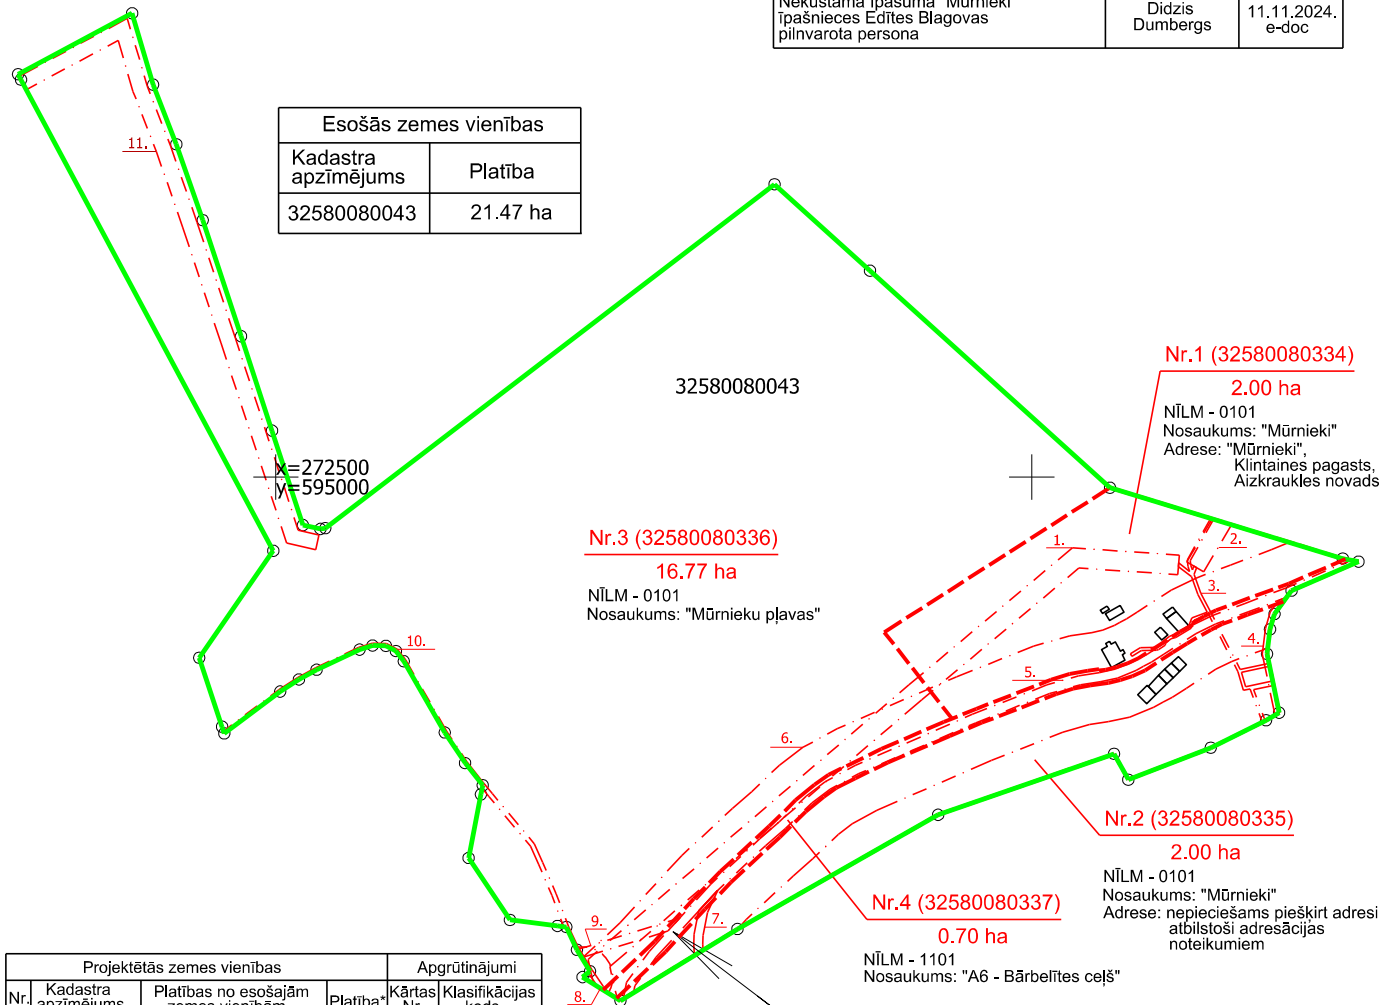 Nekustamā īpašuma "Mūrnieki"
īpašnieces Edītes Blagovas
pilnvarota persona
Didzis
Dumbergs
11.11.2024.
e-doc
Esošās zemes vienības
Kadastra
apzīmējums
Platība
32580080043
21.47 ha
11.
32580080043
x=272500
y=595000
Nr.1 (32580080334)
2.00 ha
NĪLM - 0101
Nosaukums: "Mūrnieki"
Adrese: "Mūrnieki",
Klintaines pagasts,
Aizkraukles novads
Nr.3 (32580080336)
16.77 ha
NĪLM - 0101
Nosaukums: "Mūrnieku pļavas"
1.
2.
3.
4.
5.
6.
10.
Nr.2 (32580080335)
2.00 ha
NĪLM - 0101
Nosaukums: "Mūrnieki"
Adrese: nepieciešams piešķirt adresi
atbilstoši adresācijas
noteikumiem
Nr.4 (32580080337)
0.70 ha
NĪLM - 1101
Nosaukums: "A6 - Bārbelītes ceļš"
7.
9.
8.
Projektētās zemes vienības
Apgrūtinājumi
Nr.
Kadastra
apzīmējums
Platības no esošajām
zemes vienībām
Platība*
Kārtas
Nr.
Klasifikācijas
kods